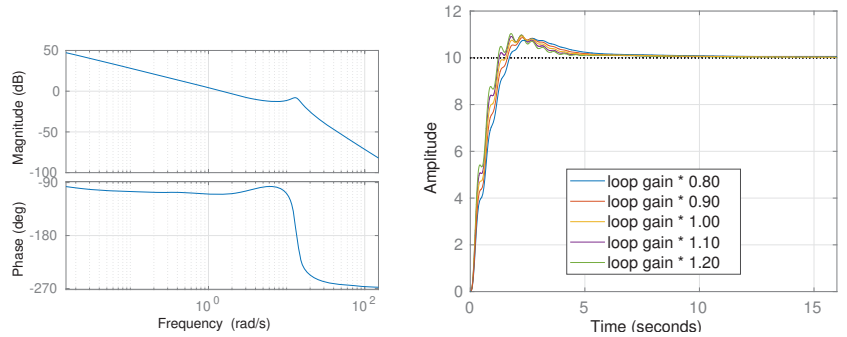 50
0
-50
-100
Magnitude (dB)
-90
-180
-270
Phase (deg)
10^0
10^2
Frequency (rad/s)
12
10
8
6
4
2
0
Amplitude
loop gain * 0.80
loop gain * 0.90
loop gain * 1.00
loop gain * 1.10
loop gain * 1.20
0
5
10
15
Time (seconds)